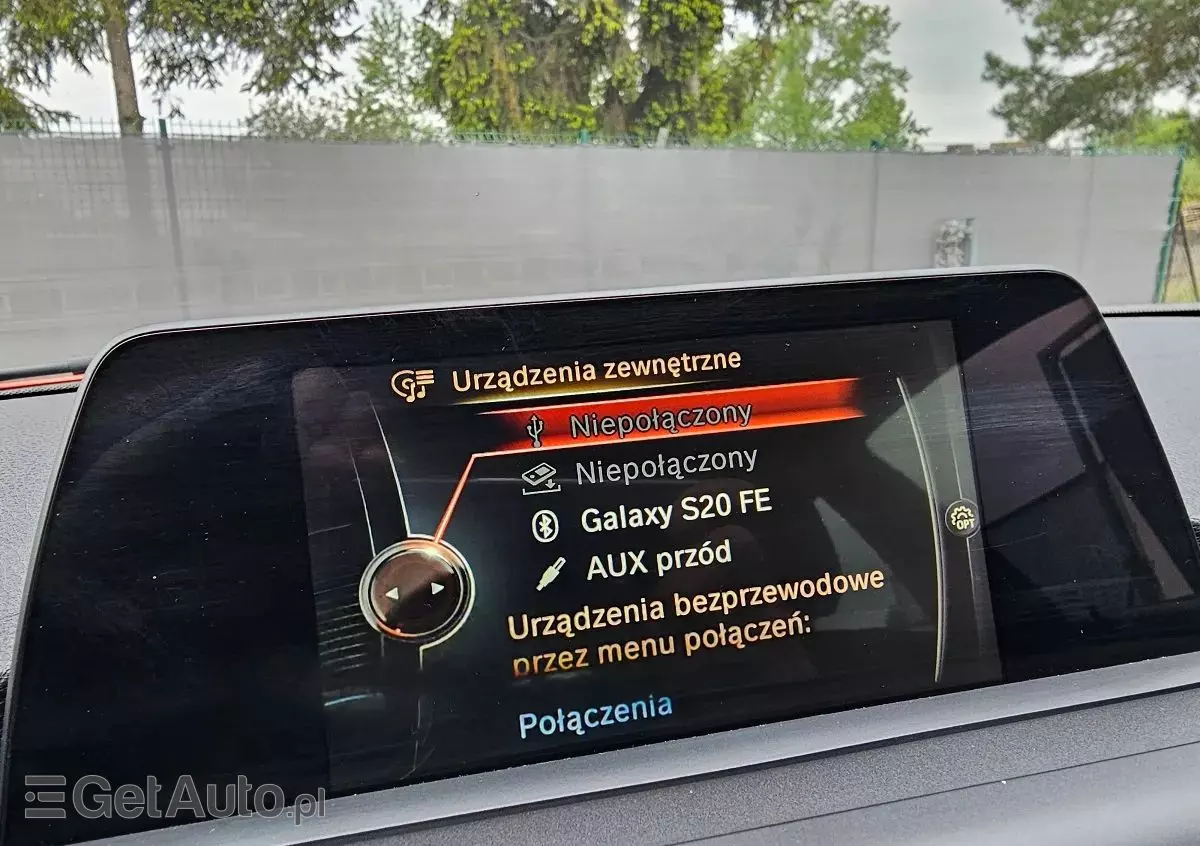 Urządzenia zewnętrzne
Niepołączony
Niepołączony
Galaxy S20 FE
AUX przód
Urządzenia bezprzewodowe
przez menu połączeń:
Połączenia
OPT
GetAuto.pl